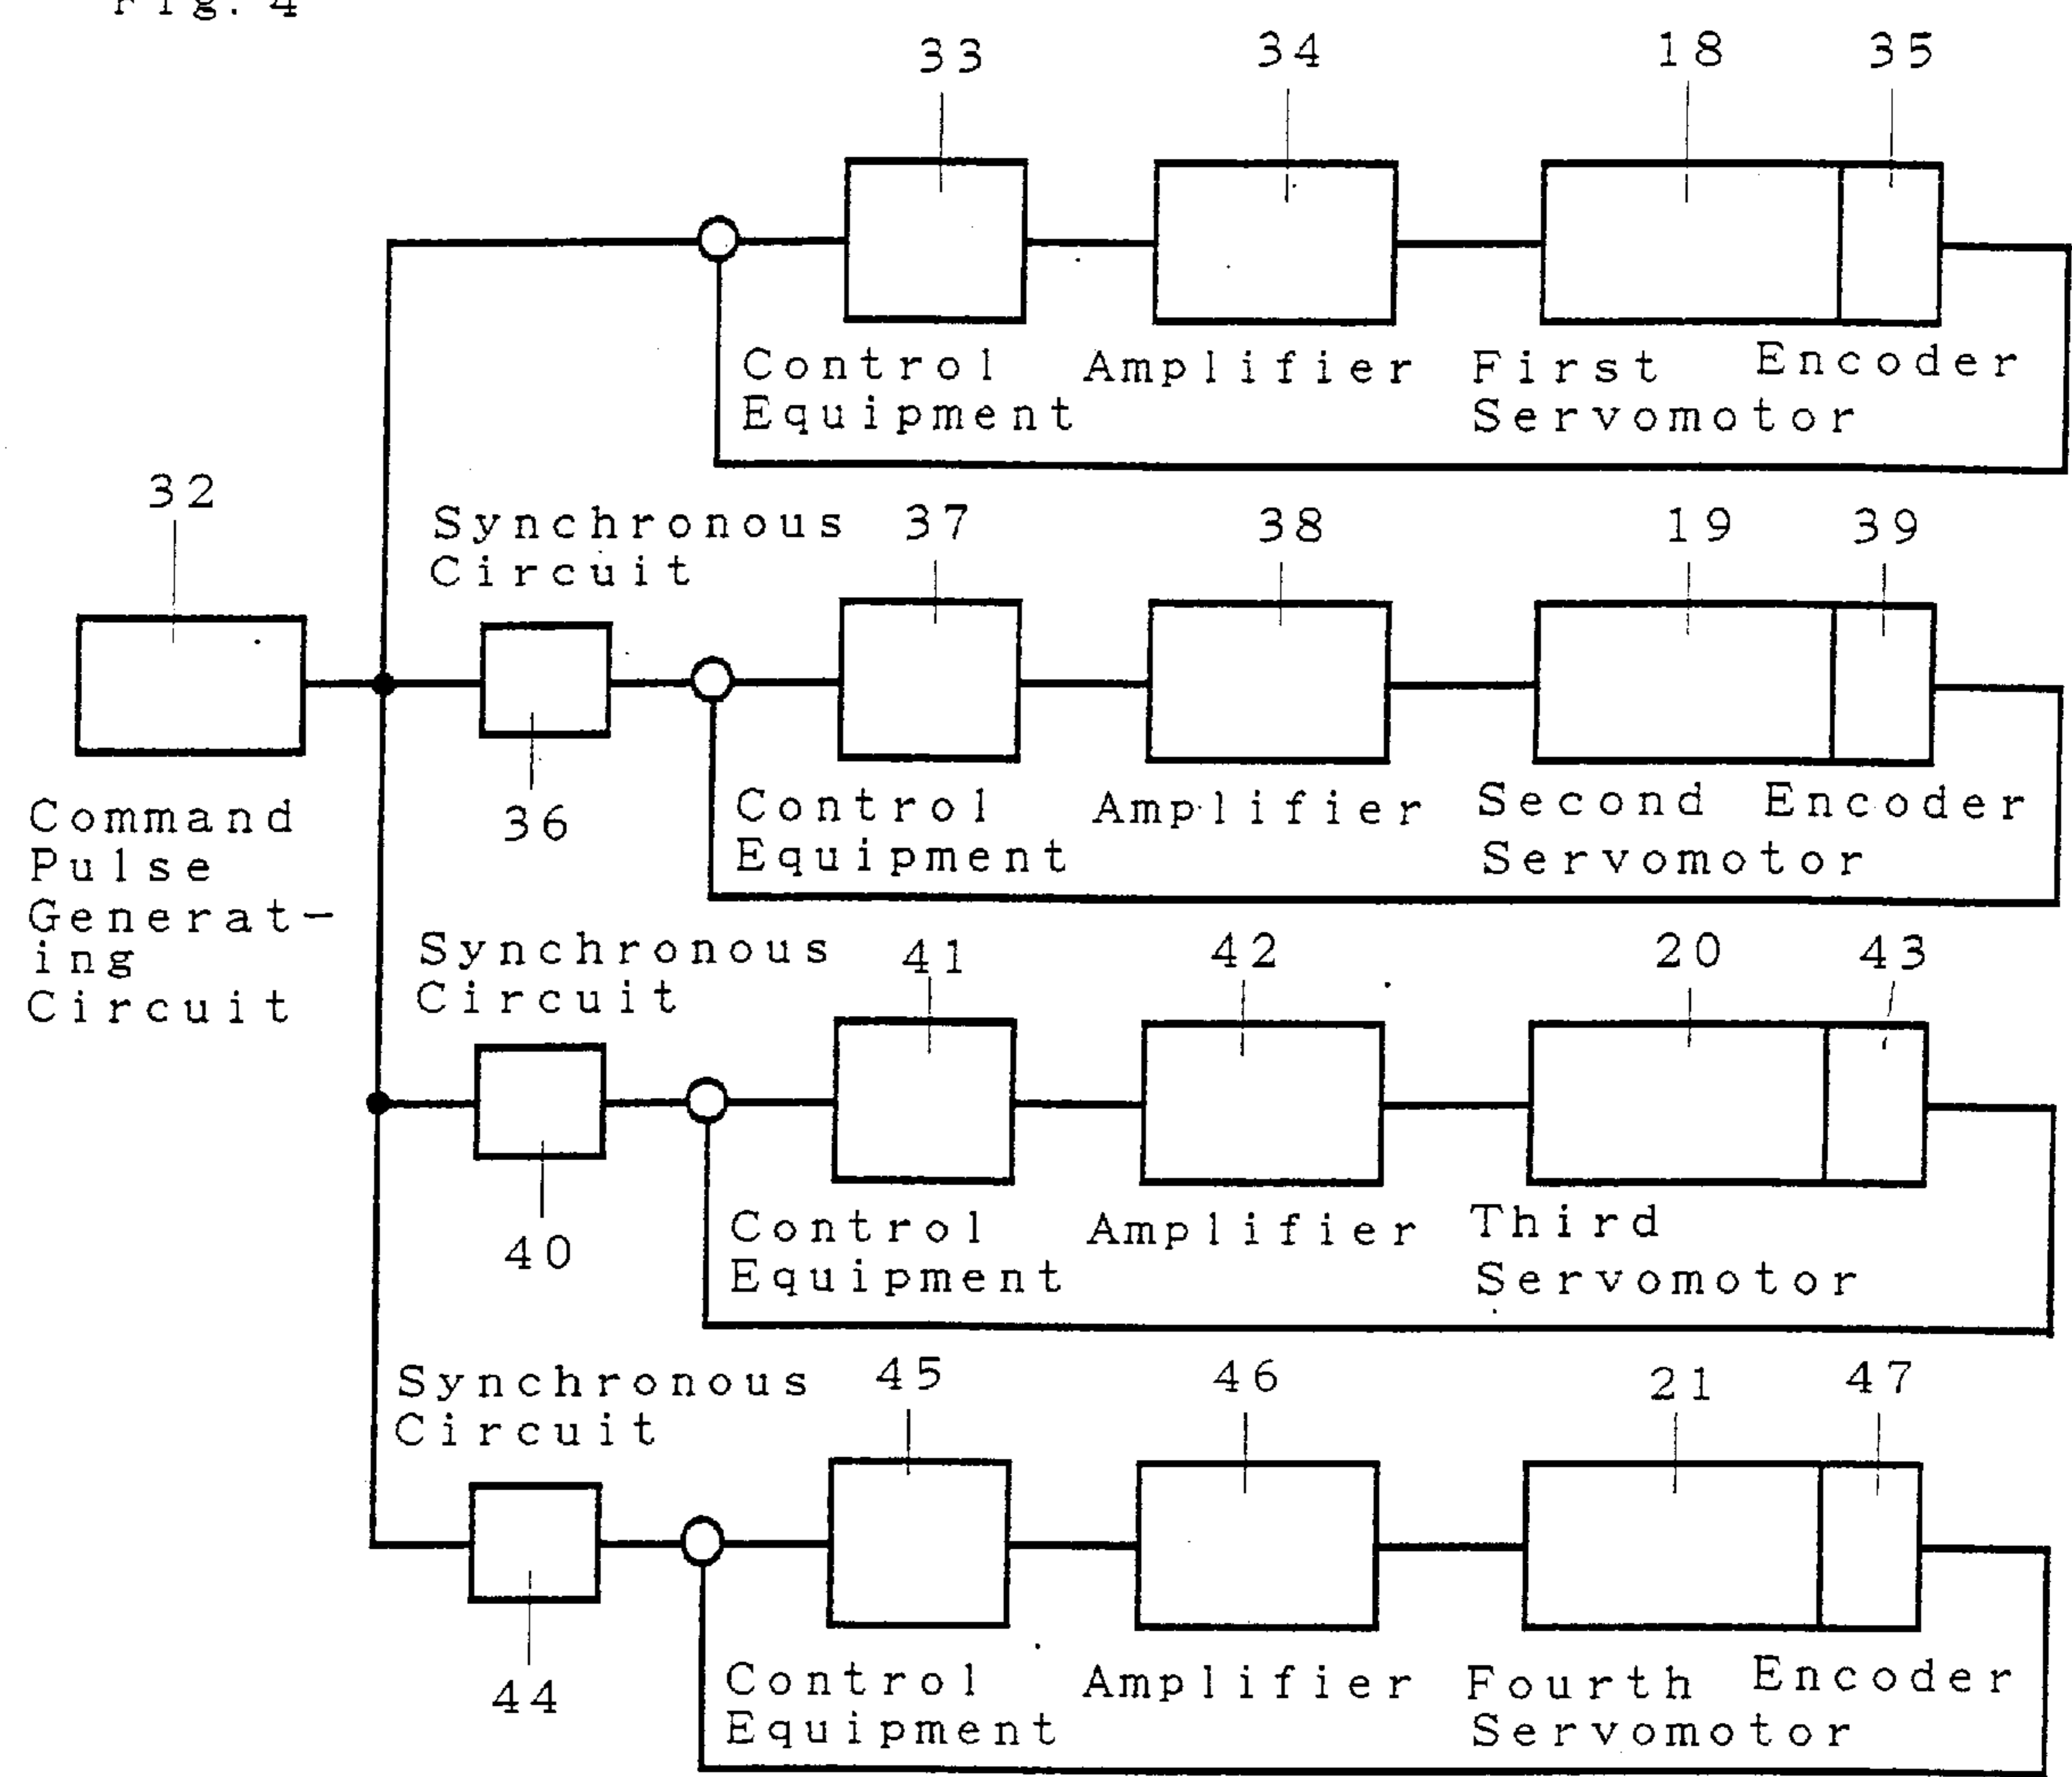 Fig. 4
33 34 18 35
Control Equipment
Amplifier
First Servomotor
Encoder
32
Command
Pulse
Generat-
ing
Circuit
Synchronous
Circuit
37 38 19 39
36
Control
Equipment
Amplifier
Second
Servomotor
Encoder
Synchronous
Circuit
41 42 20 43
40
Control
Equipment
Amplifier
Third
Servomotor
Synchronous
Circuit
45 46 21 47
44
Control
Equipment
Amplifier
Fourth
Servomotor
Encoder